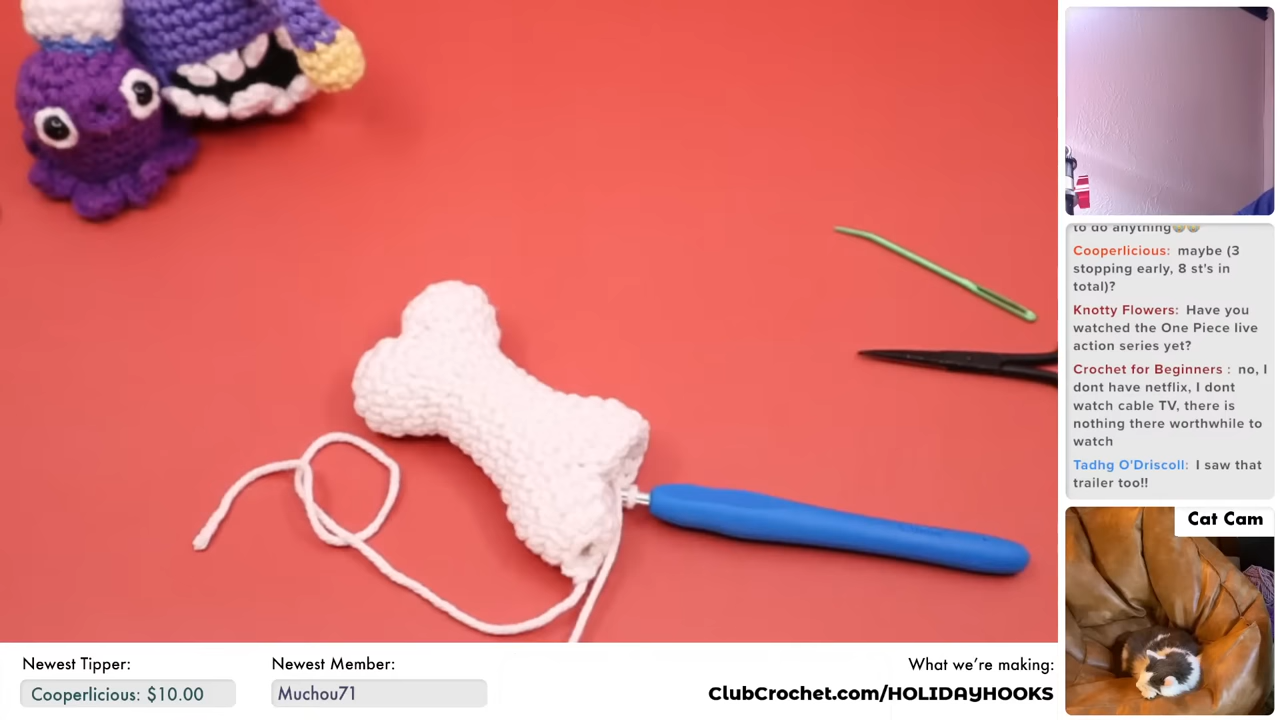 to do anything
Cooperlicious: maybe (3
stopping early, 8 st's in
total)?
Knotty Flowers: Have you
watched the One Piece live
action series yet?
Crochet for Beginners : no, I
dont have netflix, I dont
watch cable TV, there is
nothing there worthwhile to
watch
Tadhg O'Driscoll: I saw that
trailer too!!
Cat Cam
Newest Tipper:
Cooperlicious: $10.00
Newest Member:
Muchou71
What we're making:
ClubCrochet.com/HOLIDAYHOOKS